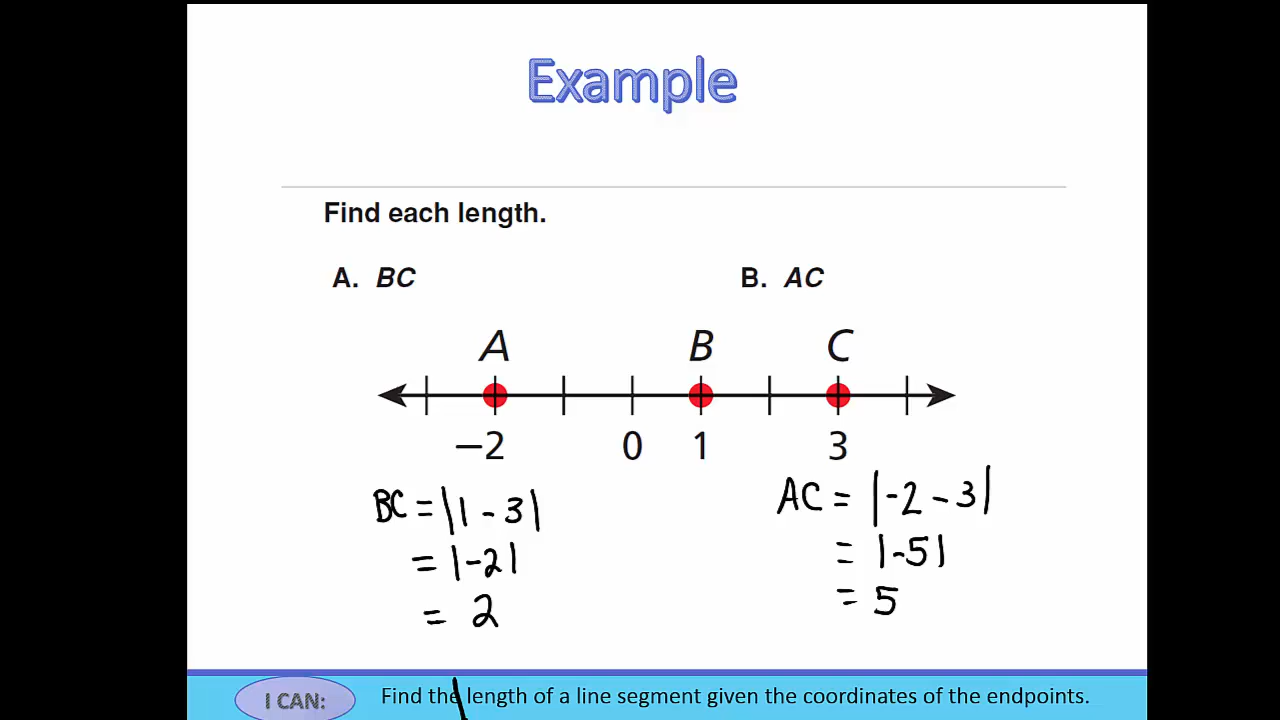 Example
Find each length.
A. BC B. AC
A B C
−2 0 1 3
BC = |1 - 3| AC = |-2 - 3|
= |-2| = |-5|
= 2 = 5
I CAN: Find the length of a line segment given the coordinates of the endpoints.